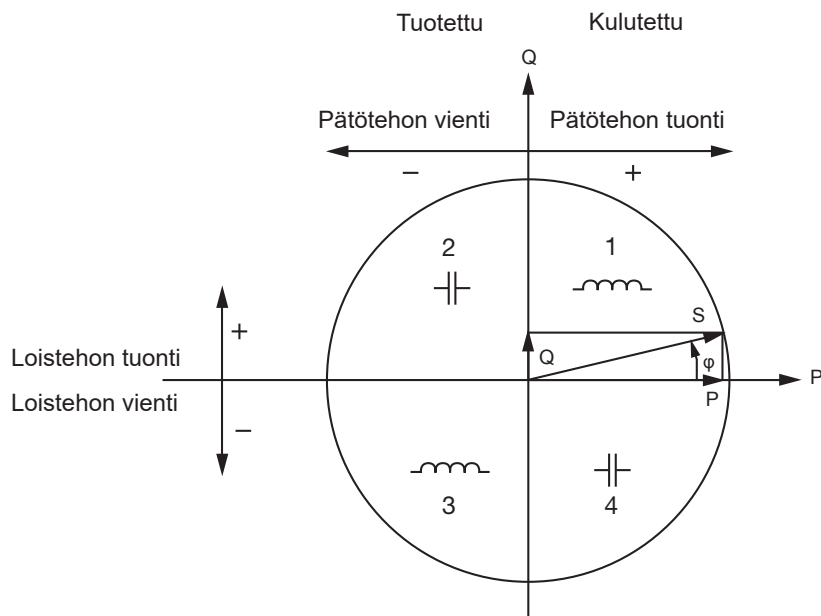 Tuotettu Kulutettu
Q
Pätötehon vienti Pätötehon tuonti
− +
2 1
S
+
Q φ
Loistehon tuonti
P
Loistehon vienti P
−
3 4